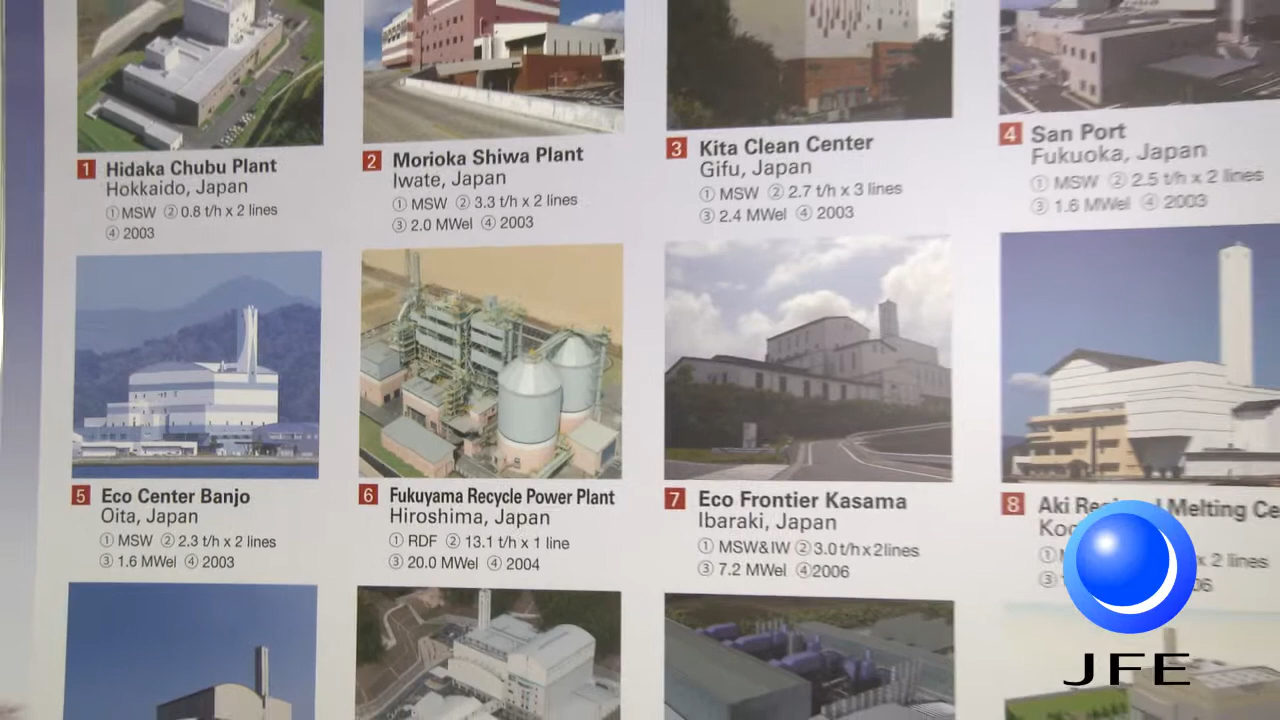 1 Hidaka Chubu Plant
Hokkaido, Japan
① MSW ② 0.8 t/h x 2 lines
④ 2003
2 Morioka Shiwa Plant
Iwate, Japan
① MSW ② 3.3 t/h x 2 lines
③ 2.0 MWel ④ 2003
3 Kita Clean Center
Gifu, Japan
① MSW ② 2.7 t/h x 3 lines
③ 2.4 MWel ④ 2003
4 San Port
Fukuoka, Japan
① MSW ② 2.5 t/h x 2 lines
③ 1.6 MWel ④ 2003
5 Eco Center Banjo
Oita, Japan
① MSW ② 2.3 t/h x 2 lines
③ 1.6 MWel ④ 2003
6 Fukuyama Recycle Power Plant
Hiroshima, Japan
① RDF ② 13.1 t/h x 1 line
③ 20.0 MWel ④ 2004
7 Eco Frontier Kasama
Ibaraki, Japan
① MSW&IW ② 3.0 t/h x 2 lines
③ 7.2 MWel ④ 2006
8 Aki Melting
① x 2 lines
③
JFE